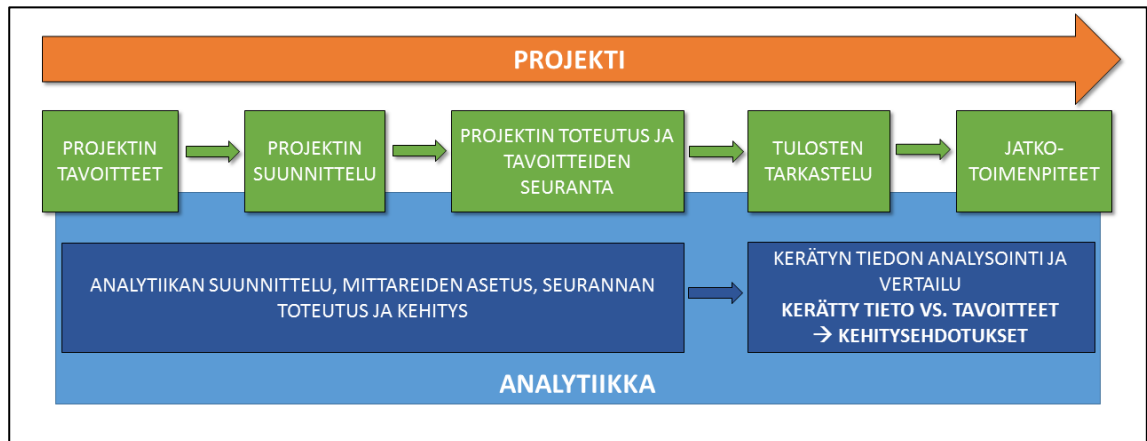 PROJEKTI
PROJEKTIN
TAVOITTEET
PROJEKTIN
SUUNNITTELU
PROJEKTIN TOTEUTUS JA
TAVOITTEIDEN
SEURANTA
TULOSTEN
TARKASTELU
JATKO-
TOIMENPITEET
ANALYTIIKAN SUUNNITTELU, MITTAREIDEN ASETUS, SEURANNAN
TOTEUTUS JA KEHITYS
KERÄTYN TIEDON ANALYSOINTI JA
VERTAILU
KERÄTTY TIETO VS. TAVOITTEET
→ KEHITYSEHDOTUKSET
ANALYTIIKKA